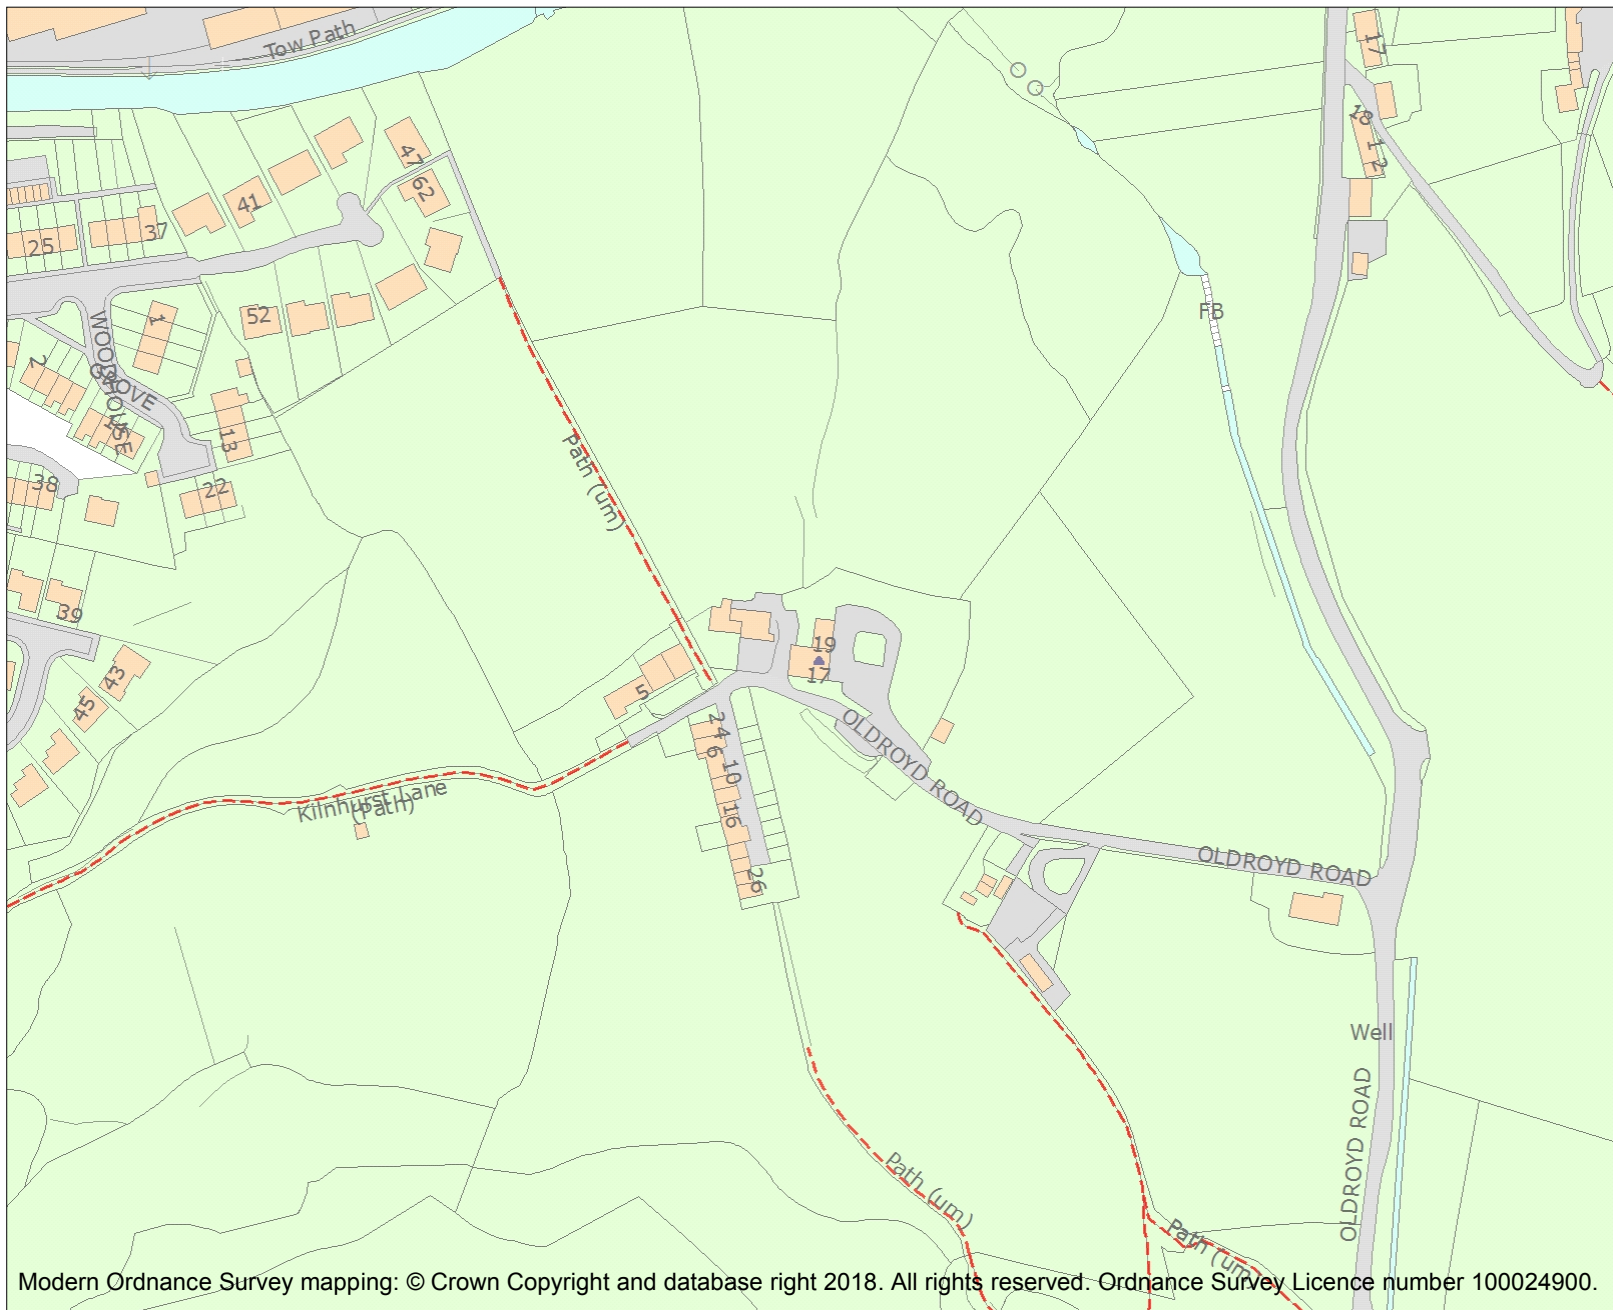 Tow Path
17
18
1
2
47
62
41
37
25
52
1
FB
2
WOODHOUSE
GROVE
15
13
38
22
Path (um)
39
43
45
19
17
5
2
4
6
10
16
26
OLDROYD ROAD
OLDROYD ROAD
Kilnhurst Lane
(Path)
Well
OLDROYD ROAD
Path (um)
Path (um)
Modern Ordnance Survey mapping: © Crown Copyright and database right 2018. All rights reserved. Ordnance Survey Licence number 100024900.